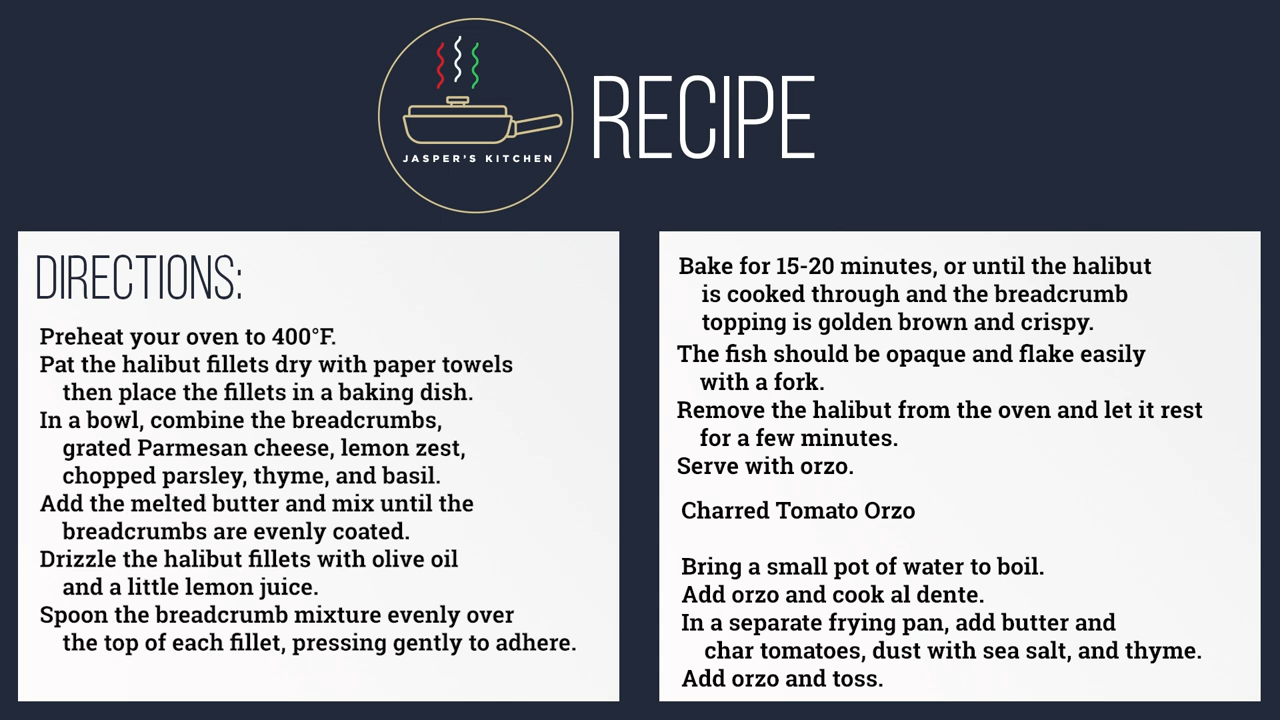 JASPER'S KITCHEN
RECIPE
DIRECTIONS:
Preheat your oven to 400°F.
Pat the halibut fillets dry with paper towels
then place the fillets in a baking dish.
In a bowl, combine the breadcrumbs,
grated Parmesan cheese, lemon zest,
chopped parsley, thyme, and basil.
Add the melted butter and mix until the
breadcrumbs are evenly coated.
Drizzle the halibut fillets with olive oil
and a little lemon juice.
Spoon the breadcrumb mixture evenly over
the top of each fillet, pressing gently to adhere.
Bake for 15-20 minutes, or until the halibut
is cooked through and the breadcrumb
topping is golden brown and crispy.
The fish should be opaque and flake easily
with a fork.
Remove the halibut from the oven and let it rest
for a few minutes.
Serve with orzo.
Charred Tomato Orzo
Bring a small pot of water to boil.
Add orzo and cook al dente.
In a separate frying pan, add butter and
char tomatoes, dust with sea salt, and thyme.
Add orzo and toss.